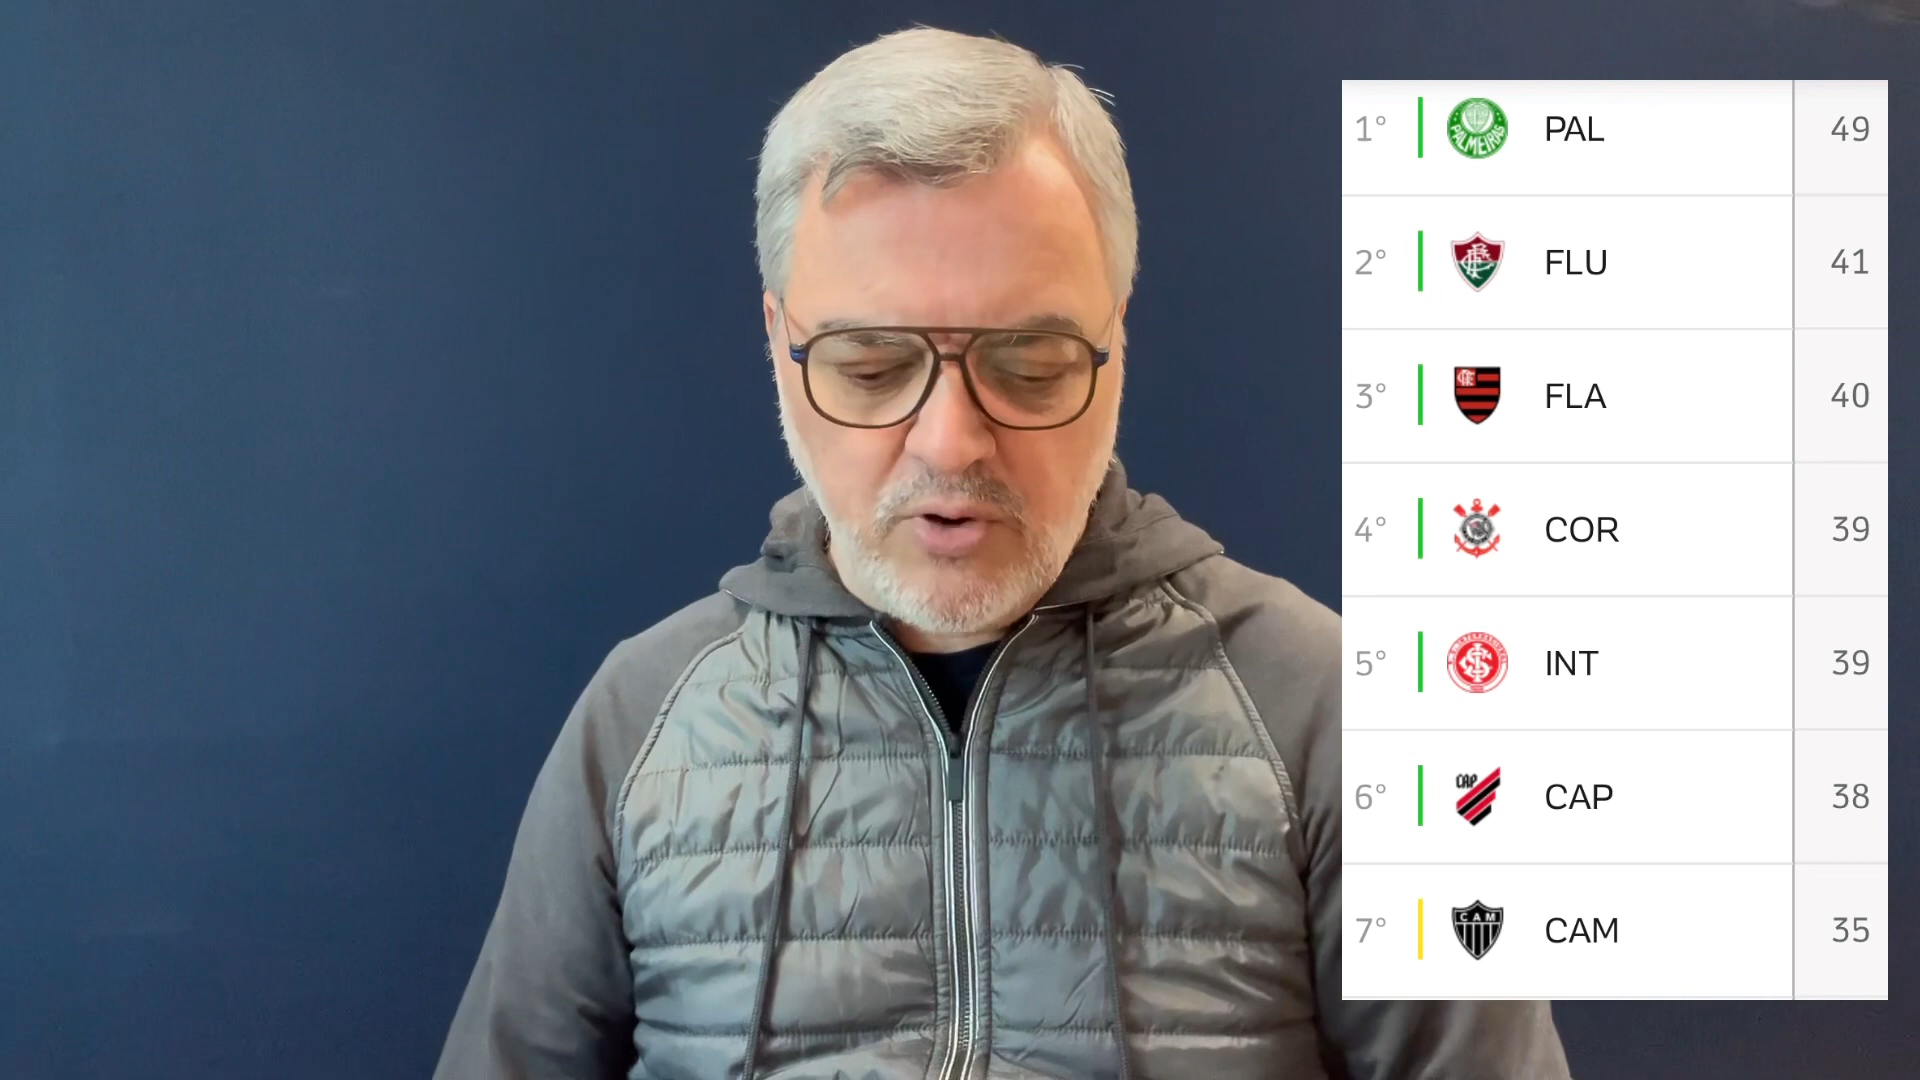 1° PALMEIRAS PAL 49
2° FLU 41
3° FLA 40
4° COR 39
5° INT 39
6° CAP CAP 38
7° CAM CAM 35